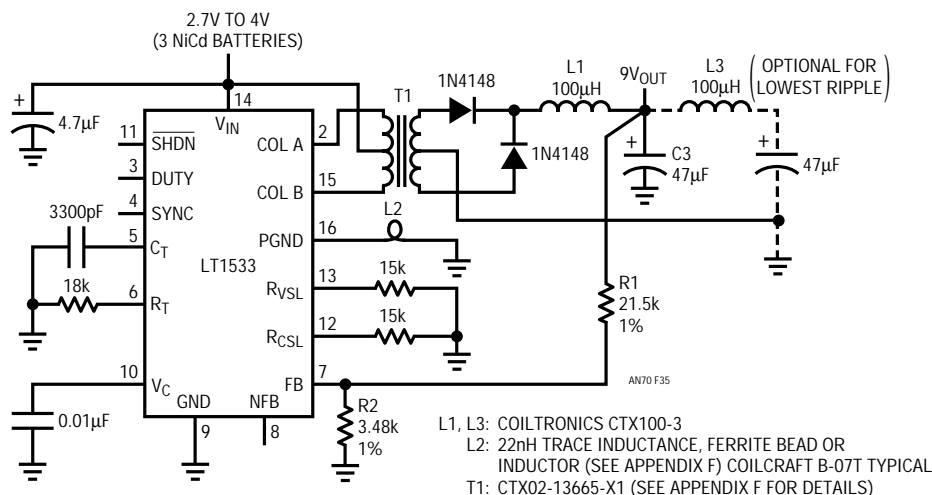 2.7V TO 4V
(3 NiCd BATTERIES)
+
4.7µF
14
VIN
11
SHDN
3
DUTY
4
SYNC
3300pF
5
CT
18k
6
RT
10
VC
0.01µF
GND
9
NFB
8
LT1533
COL A
2
COL B
15
PGND
16
RVSL
13
RCSL
12
FB
7
T1
L2
15k
15k
1N4148
1N4148
L1
100µH
9VOUT
L3
100µH
(OPTIONAL FOR
LOWEST RIPPLE)
+
C3
47µF
+
47µF
R1
21.5k
1%
R2
3.48k
1%
AN70 F35
L1, L3: COILTRONICS CTX100-3
L2: 22nH TRACE INDUCTANCE, FERRITE BEAD OR
INDUCTOR (SEE APPENDIX F) COILCRAFT B-07T TYPICAL
T1: CTX02-13665-X1 (SEE APPENDIX F FOR DETAILS)